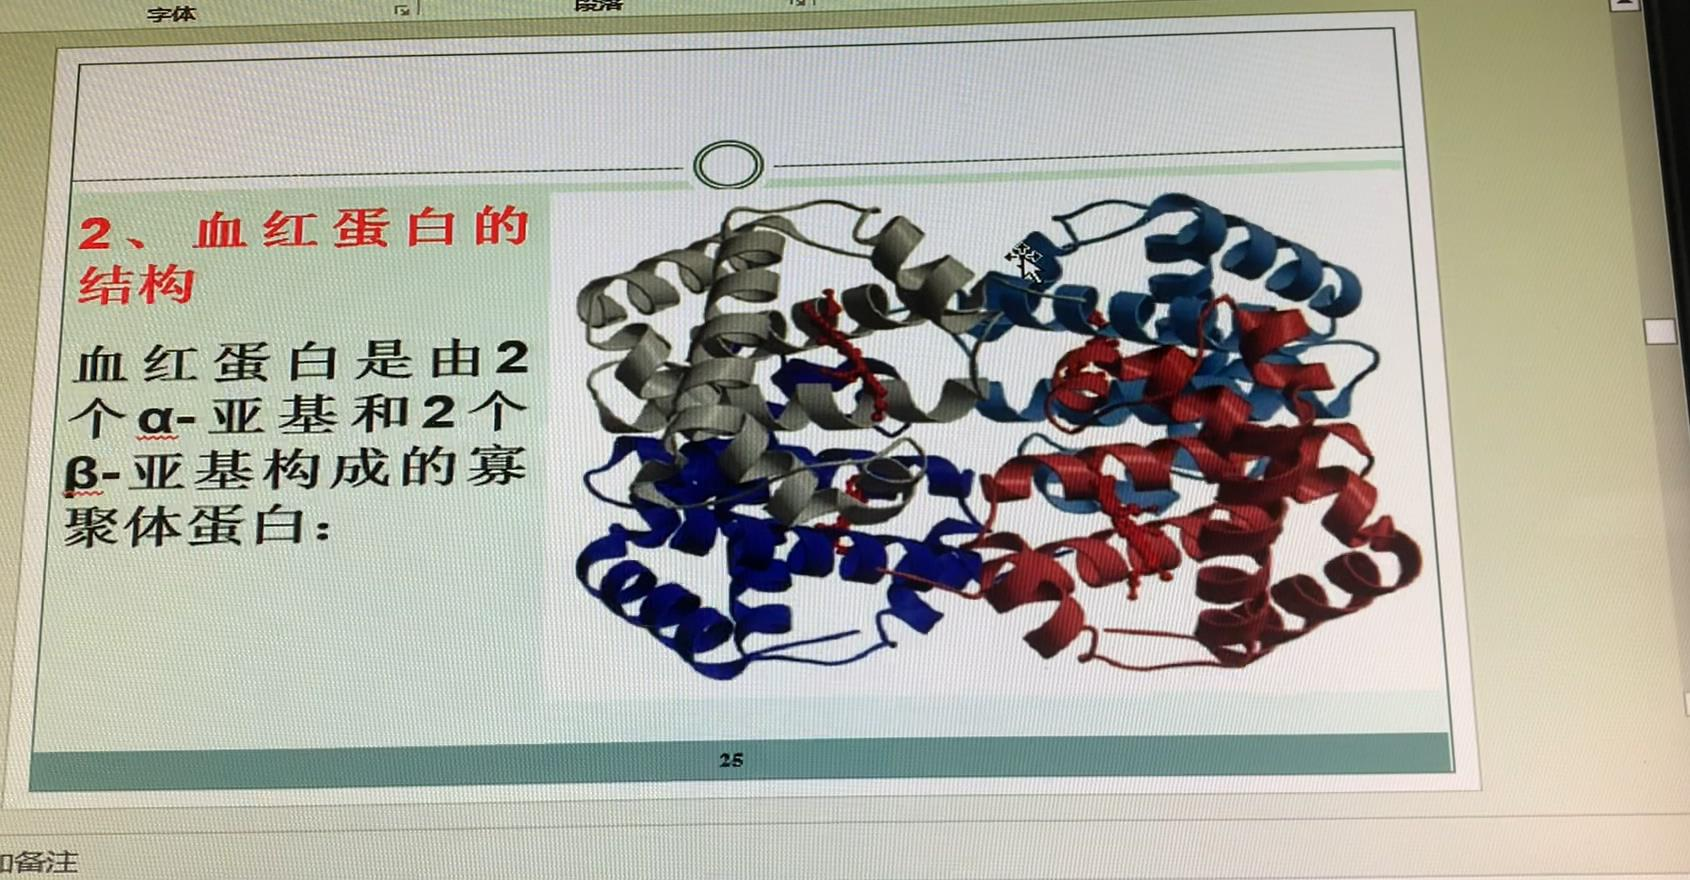 字体
段落
2、血红蛋白的
结构
血红蛋白是由2
个α-亚基和2个
β-亚基构成的寡
聚体蛋白：
25
加备注